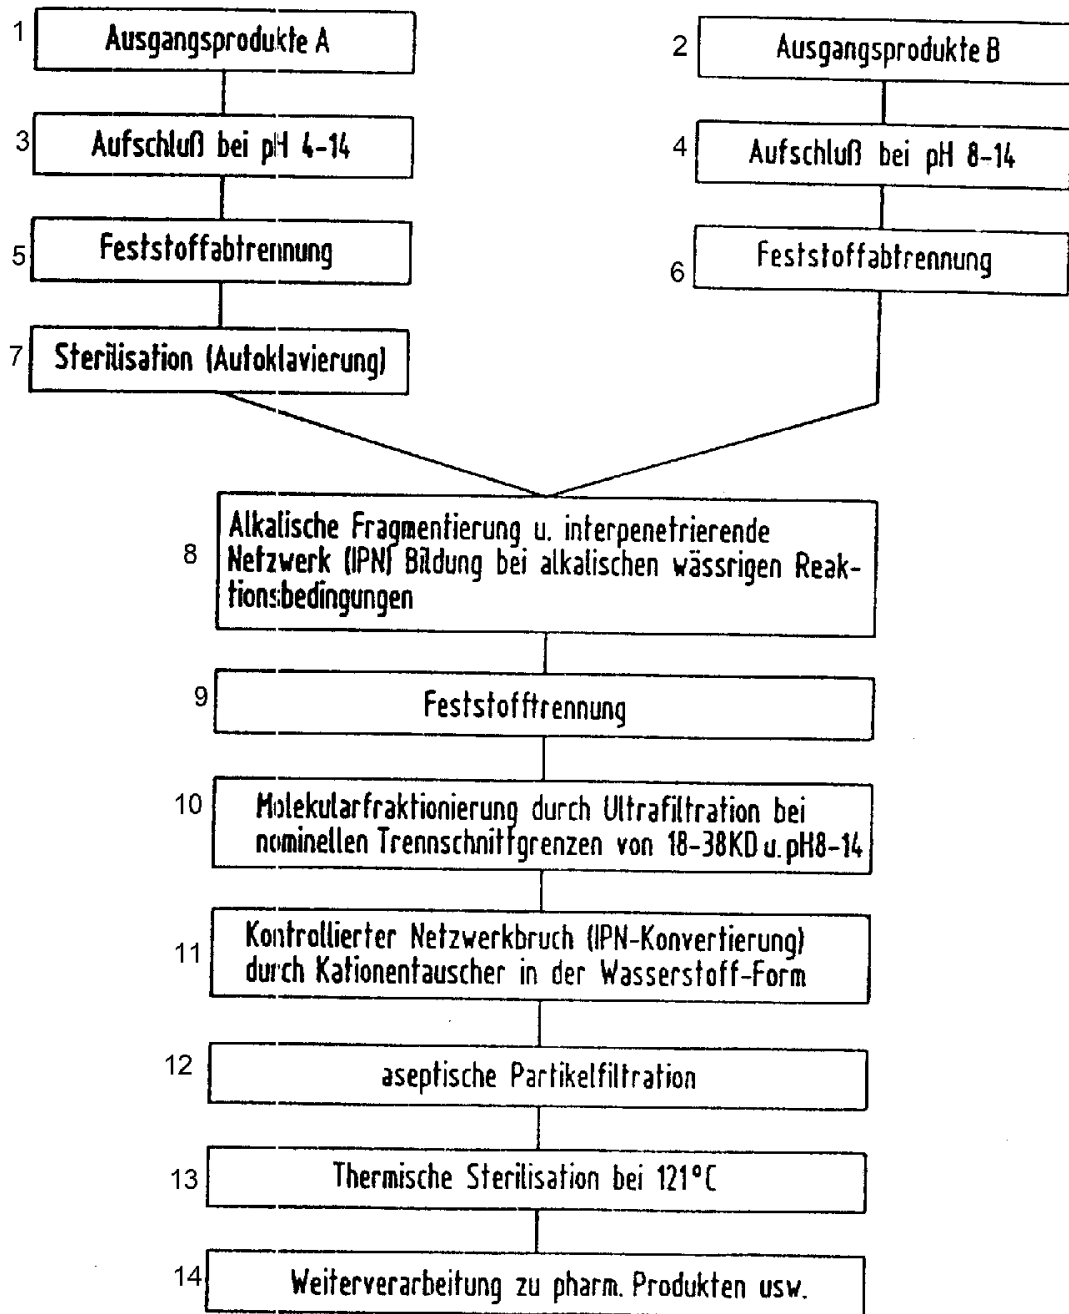 1
Ausgangsprodukte A
2
Ausgangsprodukte B
3
Aufschluß bei pH 4-14
4
Aufschluß bei pH 8-14
5
Feststoffabtrennung
6
Feststoffabtrennung
7
Sterilisation (Autoklavierung)
8
Alkalische Fragmentierung u. interpenetrierende
Netzwerk (IPN) Bildung bei alkalischen wässrigen Reak-
tionsbedingungen
9
Feststofftrennung
10
Molekularfraktionierung durch Ultrafiltration bei
nominellen Trennschnittgrenzen von 18-38KD u. pH8-14
11
Kontrollierter Netzwerkbruch (IPN-Konvertierung)
durch Kationentauscher in der Wasserstoff-Form
12
aseptische Partikelfiltration
13
Thermische Sterilisation bei 121°C
14
Weiterverarbeitung zu pharm. Produkten usw.